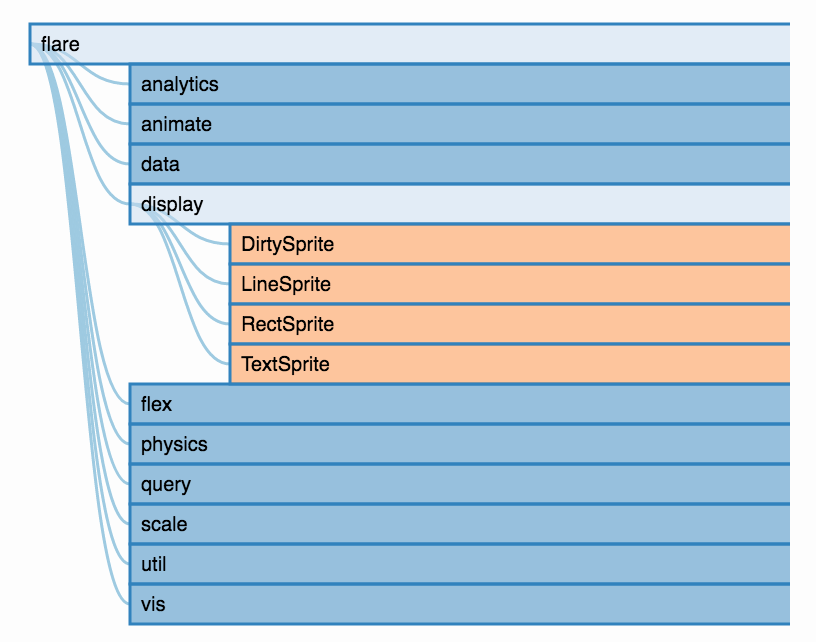 flare
analytics
animate
data
display
DirtySprite
LineSprite
RectSprite
TextSprite
flex
physics
query
scale
util
vis